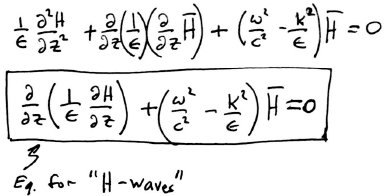 1/ϵ ∂²H/∂z² + ∂/∂z(1/ϵ)(∂/∂z H̅) + (ω²/c² - k²/ϵ) H̅ = 0
∂/∂z (1/ϵ ∂H/∂z) + (ω²/c² - K²/ϵ) H̅ = 0
Eq. for "H-waves"